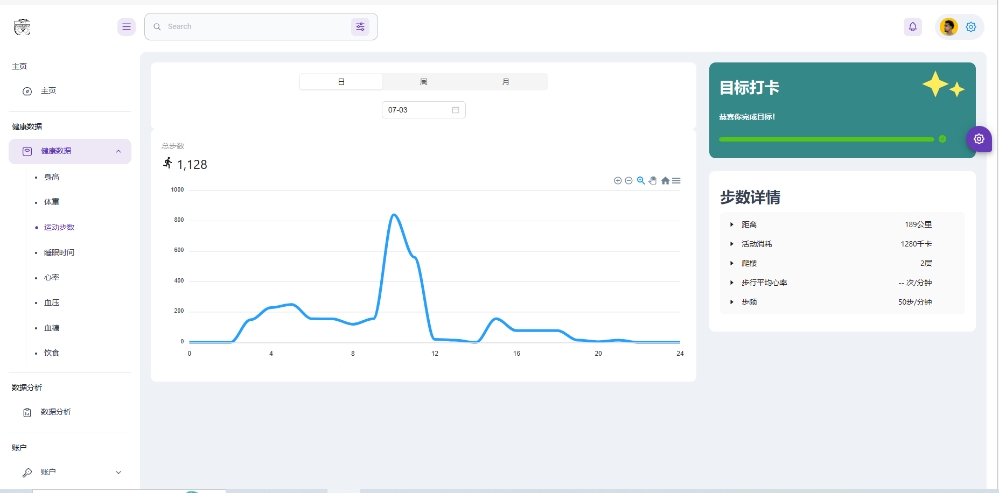 Search
主页
主页
健康数据
健康数据
身高
体重
运动步数
睡眠时间
心率
血压
血糖
饮食
数据分析
数据分析
账户
账户
日 周 月
07-03
总步数
1,128
1000
800
600
400
200
0
0 4 8 12 16 20 24
目标打卡
恭喜你完成目标!
步数详情
距离 189公里
活动消耗 1280千卡
爬楼 2层
步行平均心率 -- 次/分钟
步频 50步/分钟